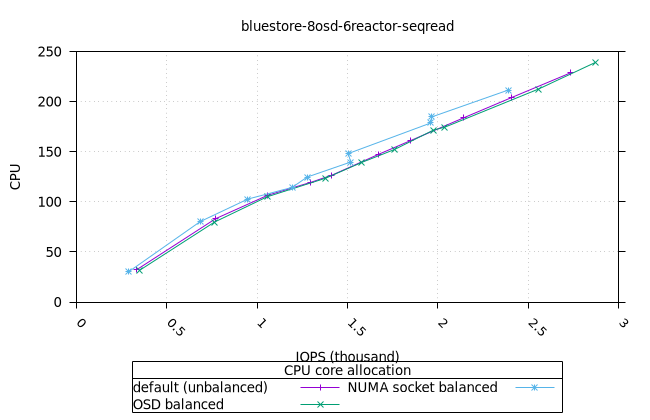 bluestore-8osd-6reactor-seqread
250
200
150
100
50
0
CPU
0
0.5
1
1.5
2
2.5
3
IOPS (thousand)
CPU core allocation
default (unbalanced)
NUMA socket balanced
OSD balanced